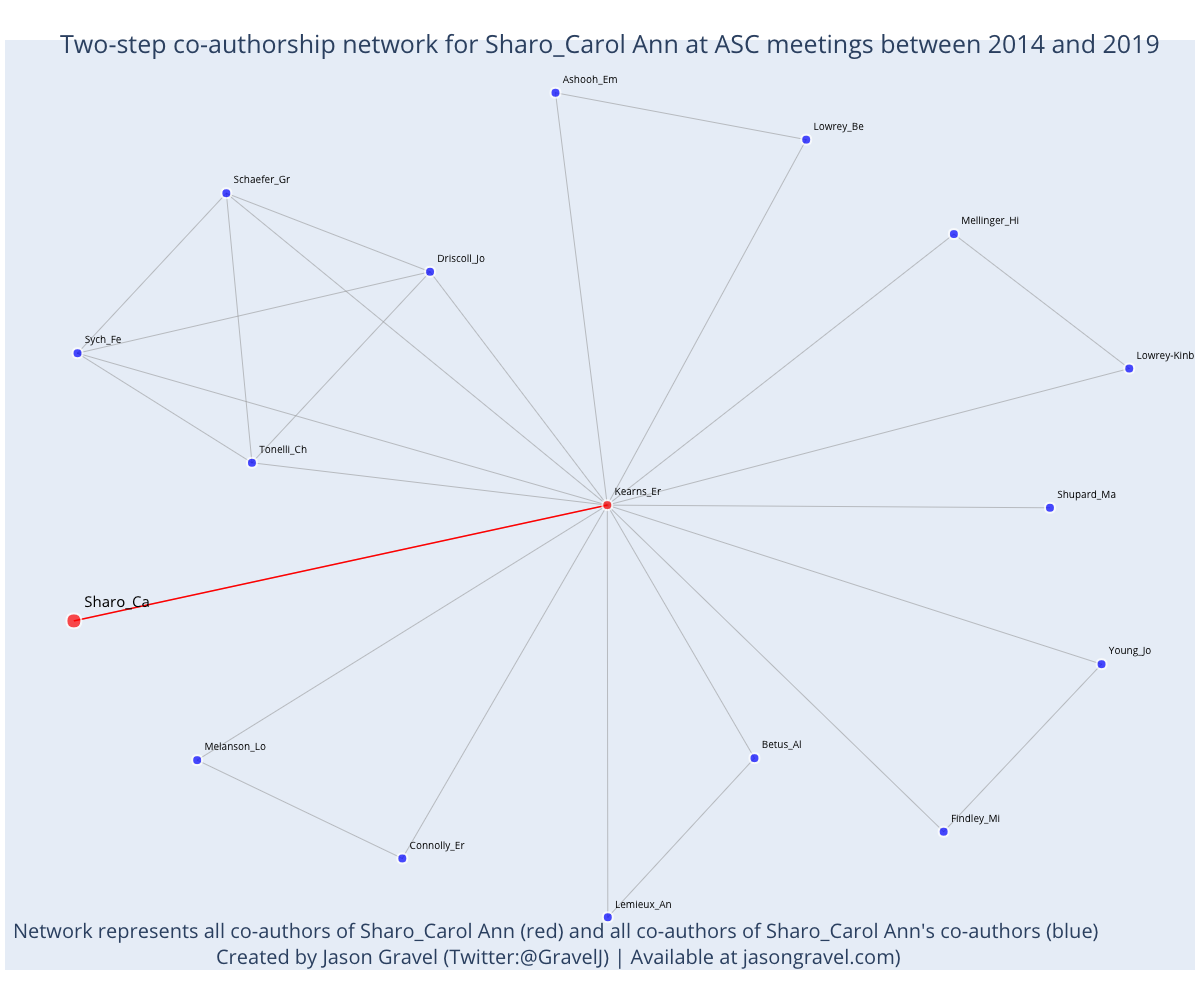 Two-step co-authorship network for Sharo_Carol Ann at ASC meetings between 2014 and 2019
Ashooh_Em
Lowrey_Be
Schaefer_Gr
Mellinger_Hi
Driscoll_Jo
Sych_Fe
Lowrey-Kinb
Tonelli_Ch
Kearns_Er
Shupard_Ma
Sharo_Ca
Young_Jo
Melanson_Lo
Betus_Al
Findley_Mi
Connolly_Er
Lemieux_An
Network represents all co-authors of Sharo_Carol Ann (red) and all co-authors of Sharo_Carol Ann's co-authors (blue)
Created by Jason Gravel (Twitter:@GravelJ) | Available at jasongravel.com)